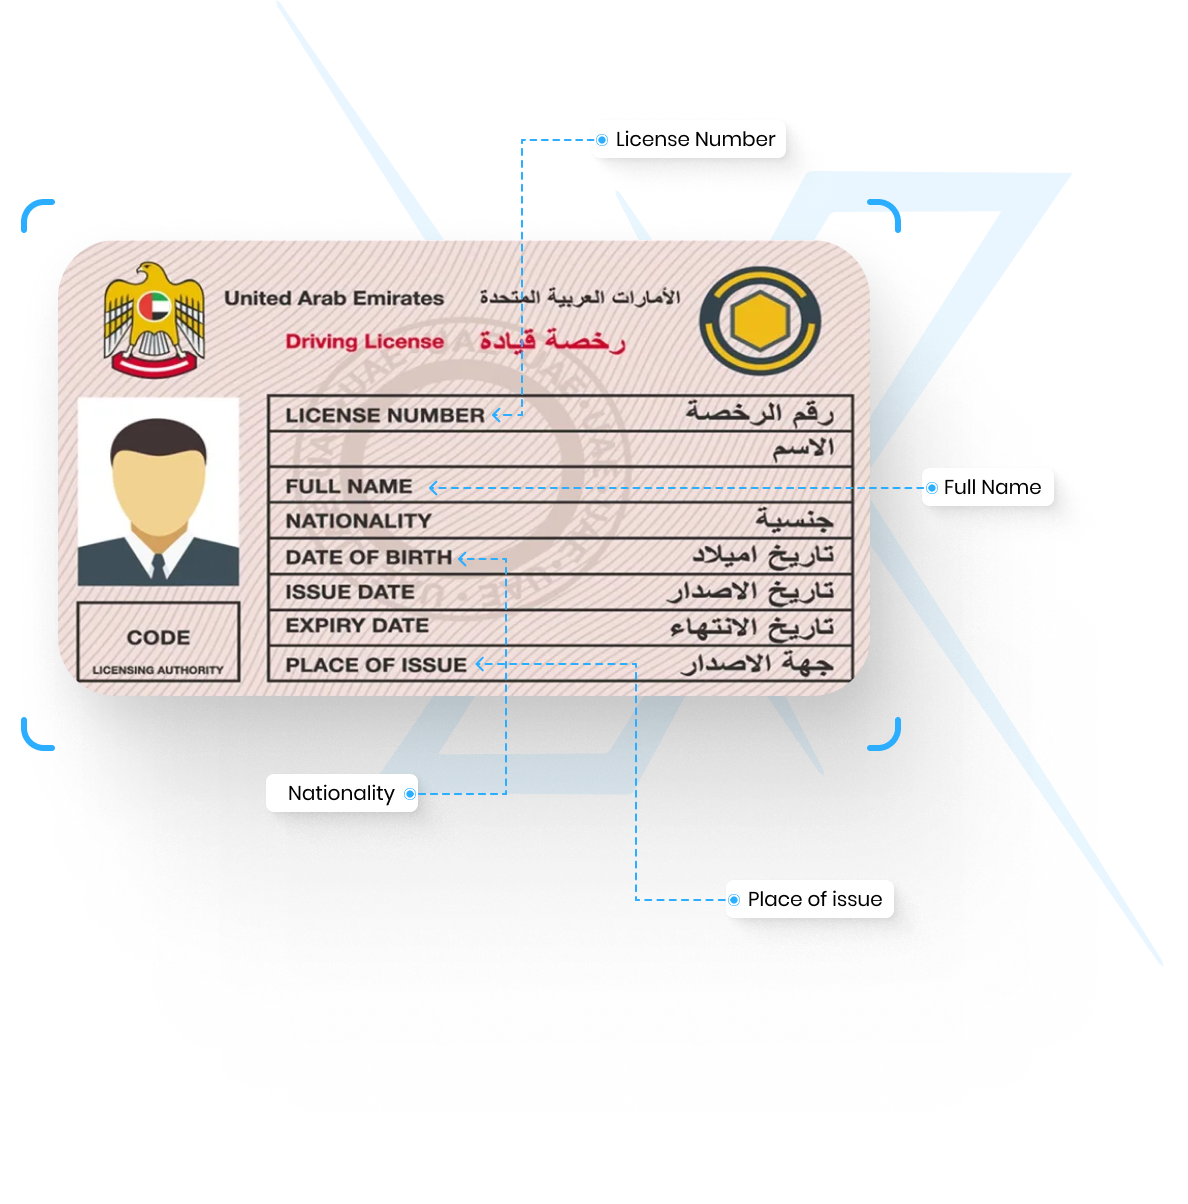 License Number
United Arab Emirates الأمارات العربية المتحدة
Driving License رخصة قيادة
LICENSE NUMBER رقم الرخصة
الاسم
FULL NAME
Full Name
NATIONALITY جنسية
DATE OF BIRTH تاريخ اميلاد
ISSUE DATE تاريخ الاصدار
EXPIRY DATE تاريخ الانتهاء
PLACE OF ISSUE جهة الاصدار
CODE
LICENSING AUTHORITY
Nationality
Place of issue